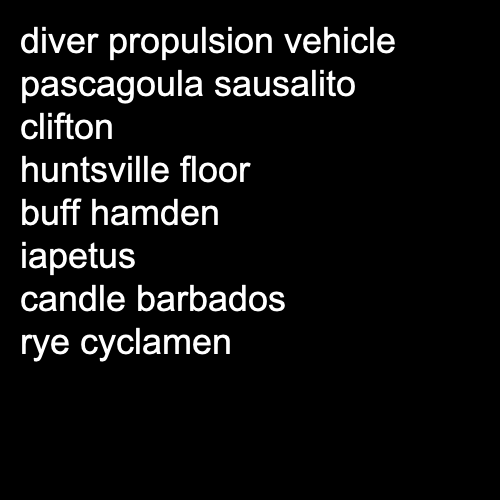 diver propulsion vehicle
pascagoula sausalito
clifton
huntsville floor
buff hamden
iapetus
candle barbados
rye cyclamen